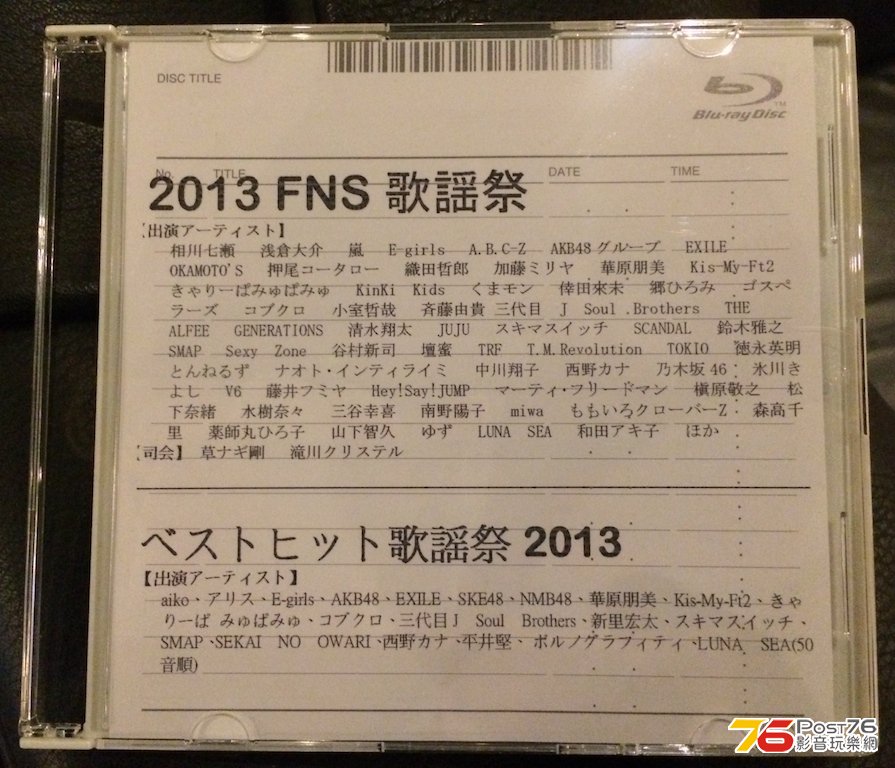 DISC TITLE
Blu-ray Disc
TM
No. TITLE DATE TIME
2013 FNS 歌謡祭
【出演アーティスト】
相川七瀬 浅倉大介 嵐 E-girls A.B.C-Z AKB48グループ EXILE
OKAMOTO'S 押尾コータロー 織田哲郎 加藤ミリヤ 華原朋美 Kis-My-Ft2
きゃりーぱみゅぱみゅ KinKi Kids くまモン 倖田來未 郷ひろみ ゴスペ
ラーズ コブクロ 小室哲哉 斉藤由貴 三代目 J Soul .Brothers THE
ALFEE GENERATIONS 清水翔太 JUJU スキマスイッチ SCANDAL 鈴木雅之
SMAP Sexy Zone 谷村新司 壇蜜 TRF T.M.Revolution TOKIO 徳永英明
とんねるず ナオト・インティライミ 中川翔子 西野カナ 乃木坂46 氷川き
よし V6 藤井フミヤ Hey!Say!JUMP マーティ・フリードマン 槇原敬之 松
下奈緒 水樹奈々 三谷幸喜 南野陽子 miwa ももいろクローバーZ 森高千
里 薬師丸ひろ子 山下智久 ゆず LUNA SEA 和田アキ子 ほか
【司会】 草ナギ剛 滝川クリステル
ベストヒット歌謡祭 2013
【出演アーティスト】
aiko、アリス、E-girls、AKB48、EXILE、SKE48、NMB48、華原朋美、Kis-My-Ft2、きゃ
りーぱ みゅぱみゅ、コブクロ、三代目J Soul Brothers、新里宏太、スキマスイッチ、
SMAP、SEKAI NO OWARI、西野カナ、平井堅、 ポルノグラフィティ、LUNA SEA(50
音順)
76 POST76
影音玩樂網